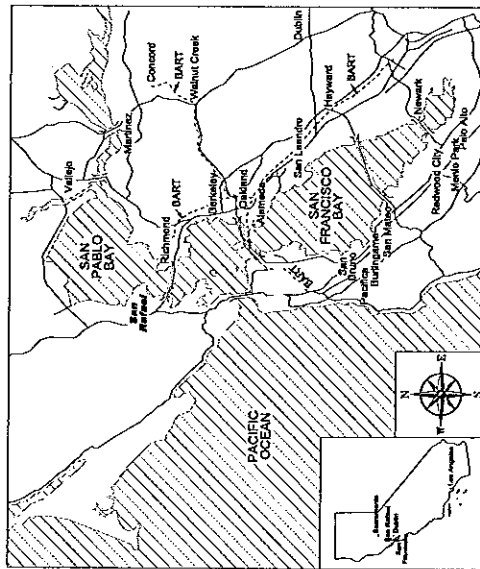 Vallejo
Martinez
SAN PABLO
BAY
San
Rafael
Richmond
BART
Concord
BART
Walnut Creek
Berkeley
Oakland
Alameda
Dublin
San Leandro
Hayward
BART
SAN
FRANCISCO
BAY
BART
San
Bruno
Pacifica
Burlingame
San Mateo
Redwood City
Menlo Park
Palo Alto
Newark
PACIFIC
OCEAN
N
E
S
W
Sacramento
San Rafael
Dublin
Los Angeles